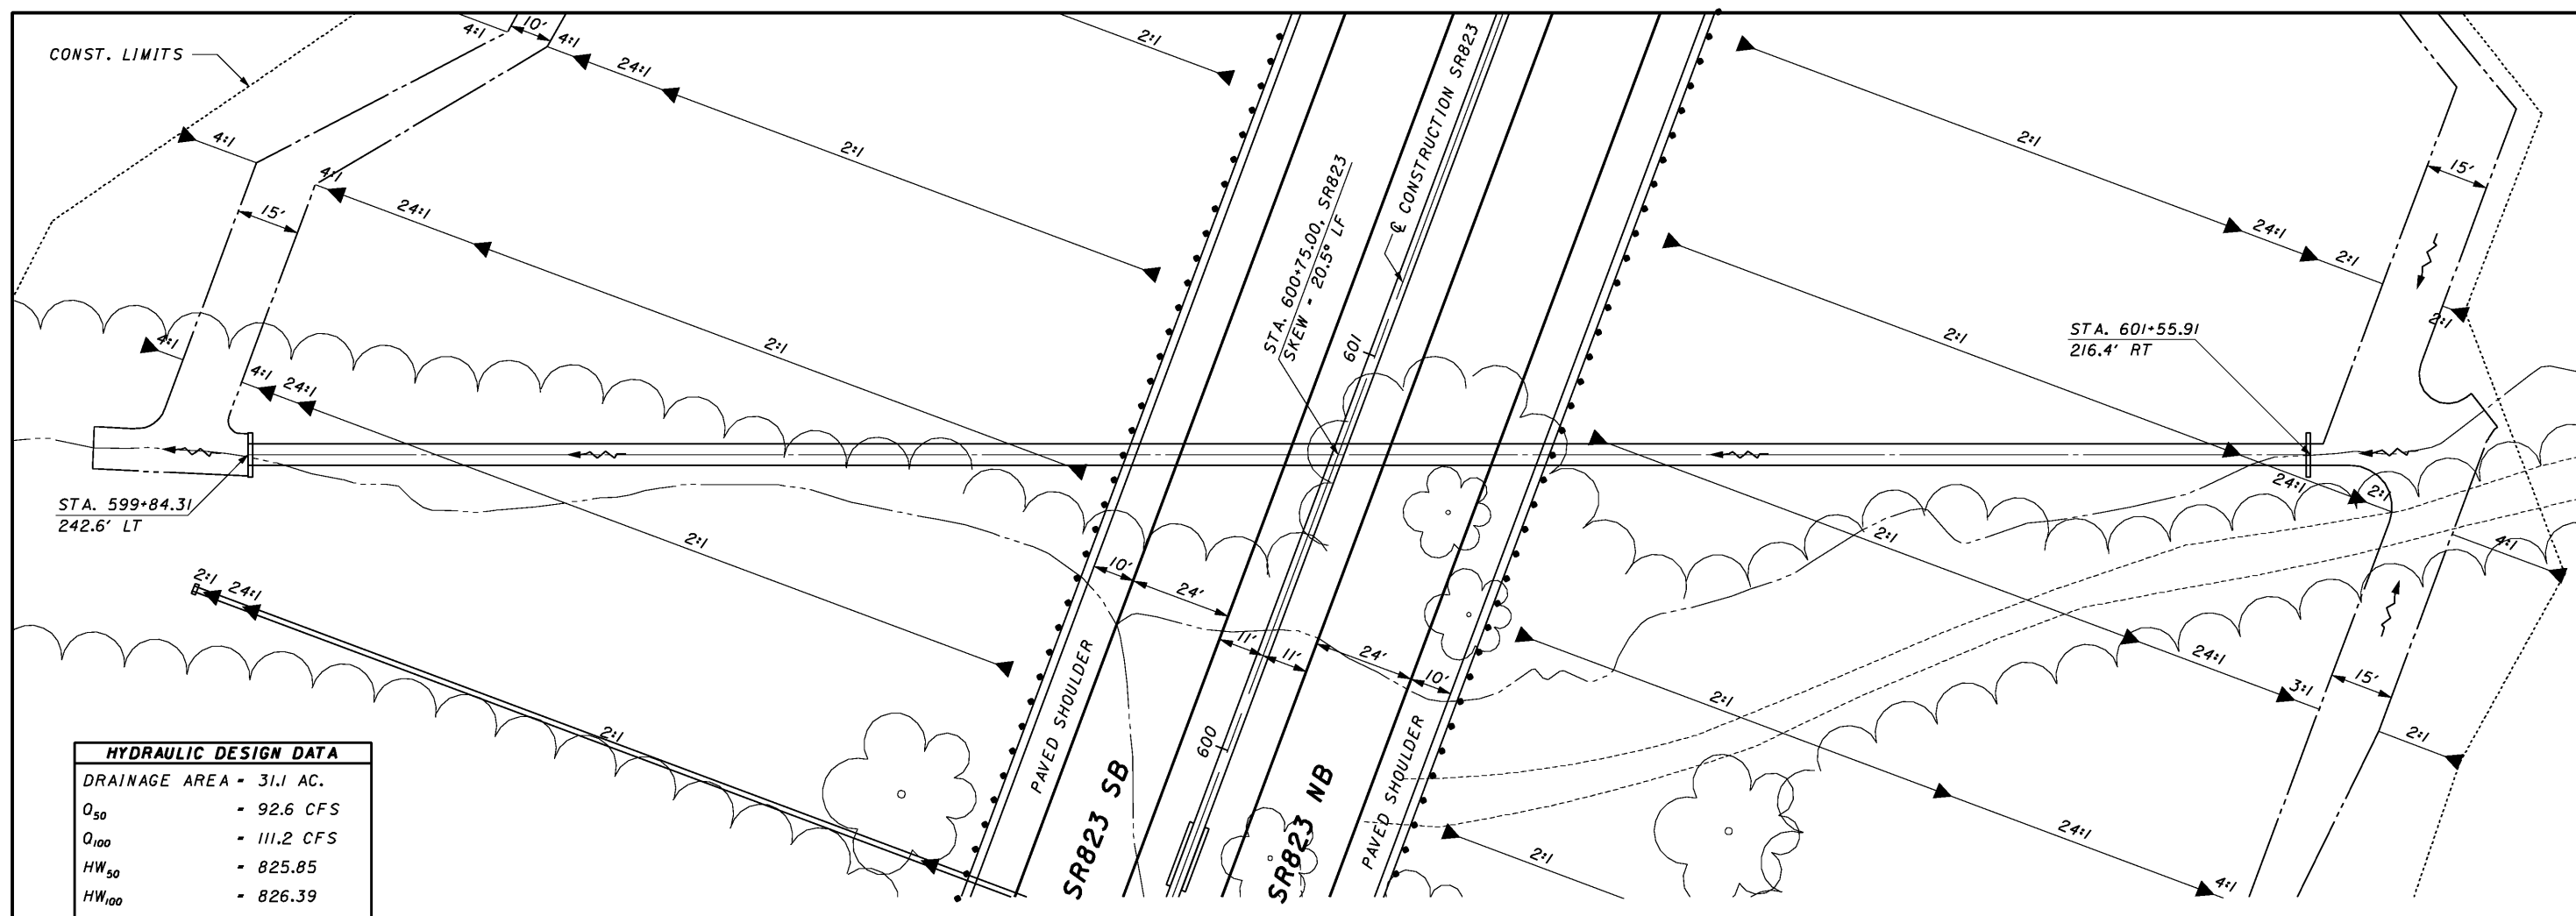 CONST. LIMITS
4:1
10'
4:1
24:1
2:1
2:1
4:1
4:1
24:1
2:1
15'
4:1
4:1
24:1
2:1
STA. 599+84.31
242.6' LT
2:1
24:1
2:1
STA. 600+75.00, SR823
SKEW - 20.5° LF
℄ CONSTRUCTION SR823
601
600
10'
24'
11'
11'
24'
10'
PAVED SHOULDER
SR823 SB
SR823 NB
PAVED SHOULDER
2:1
24:1
2:1
15'
2:1
2:1
STA. 601+55.91
216.4' RT
24:1
2:1
2:1
4:1
24:1
3:1
15'
2:1
2:1
24:1
4:1
2:1
HYDRAULIC DESIGN DATA
DRAINAGE AREA - 31.1 AC.
Q50 - 92.6 CFS
Q100 - 111.2 CFS
HW50 - 825.85
HW100 - 826.39